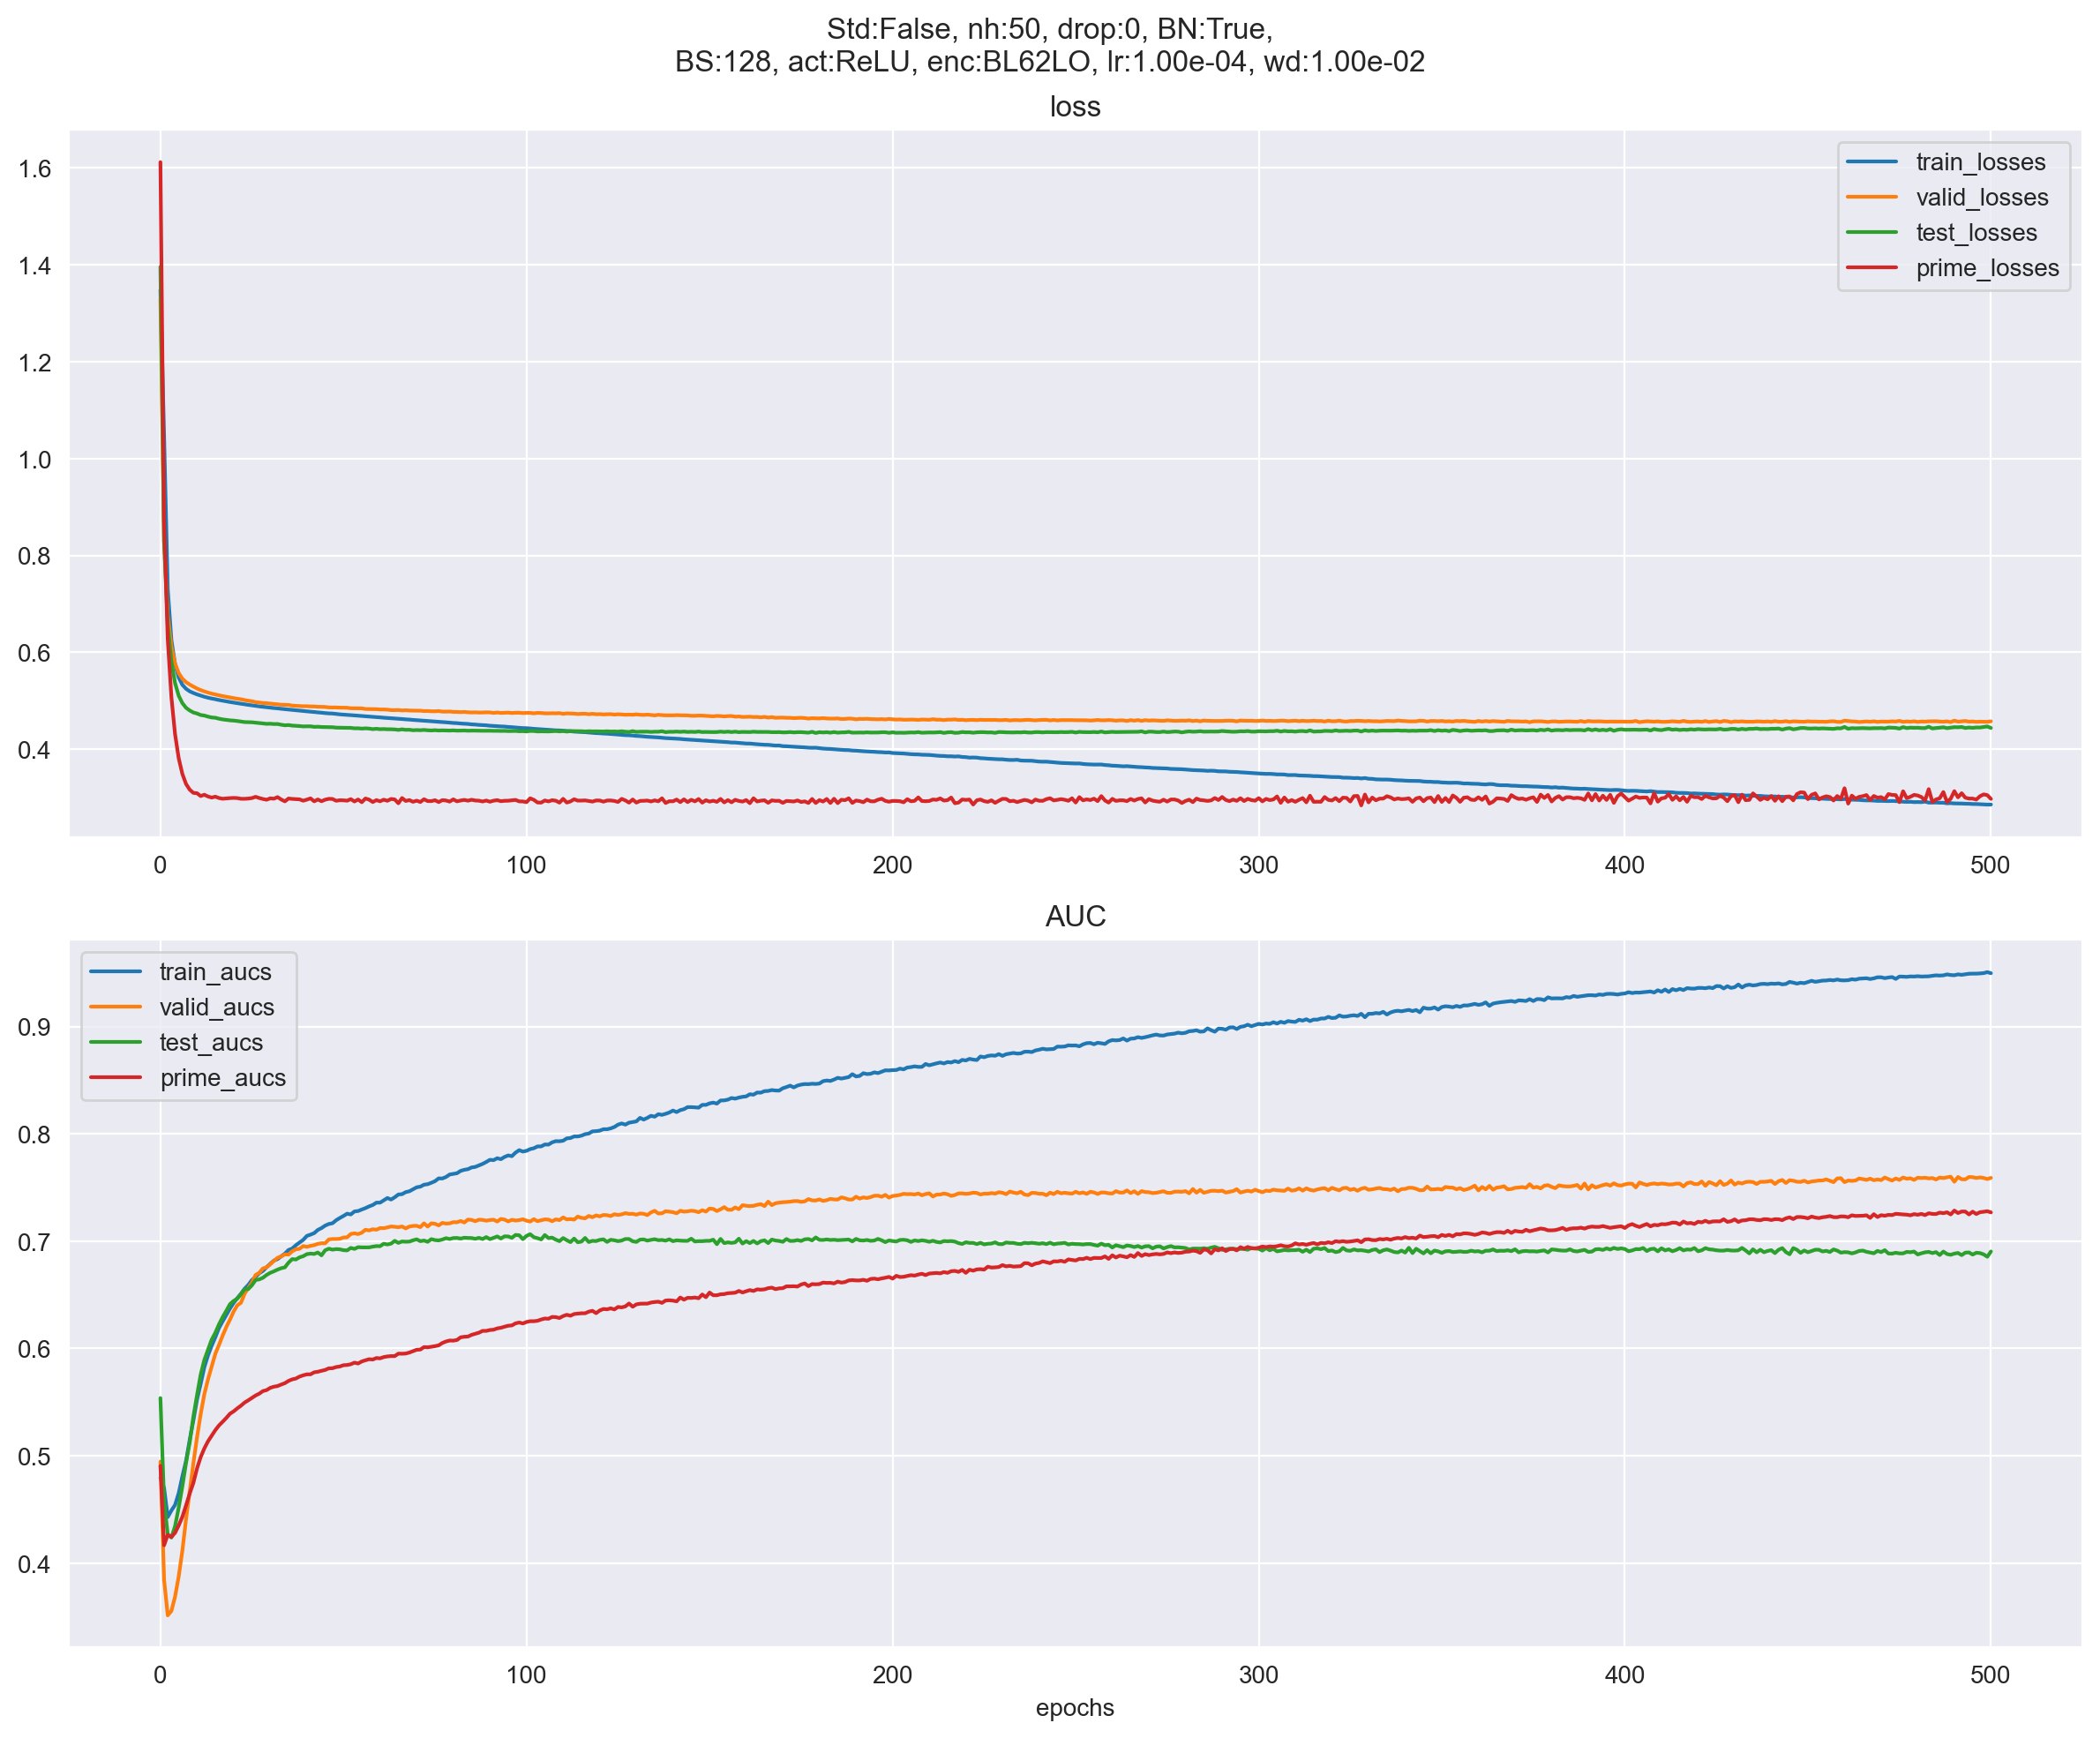 Std:False, nh:50, drop:0, BN:True,
BS:128, act:ReLU, enc:BL62LO, lr:1.00e-04, wd:1.00e-02
loss
1.6
1.4
1.2
1.0
0.8
0.6
0.4
train_losses
valid_losses
test_losses
prime_losses
0 100 200 300 400 500
AUC
train_aucs
valid_aucs
test_aucs
prime_aucs
0.9
0.8
0.7
0.6
0.5
0.4
0 100 200 300 400 500
epochs